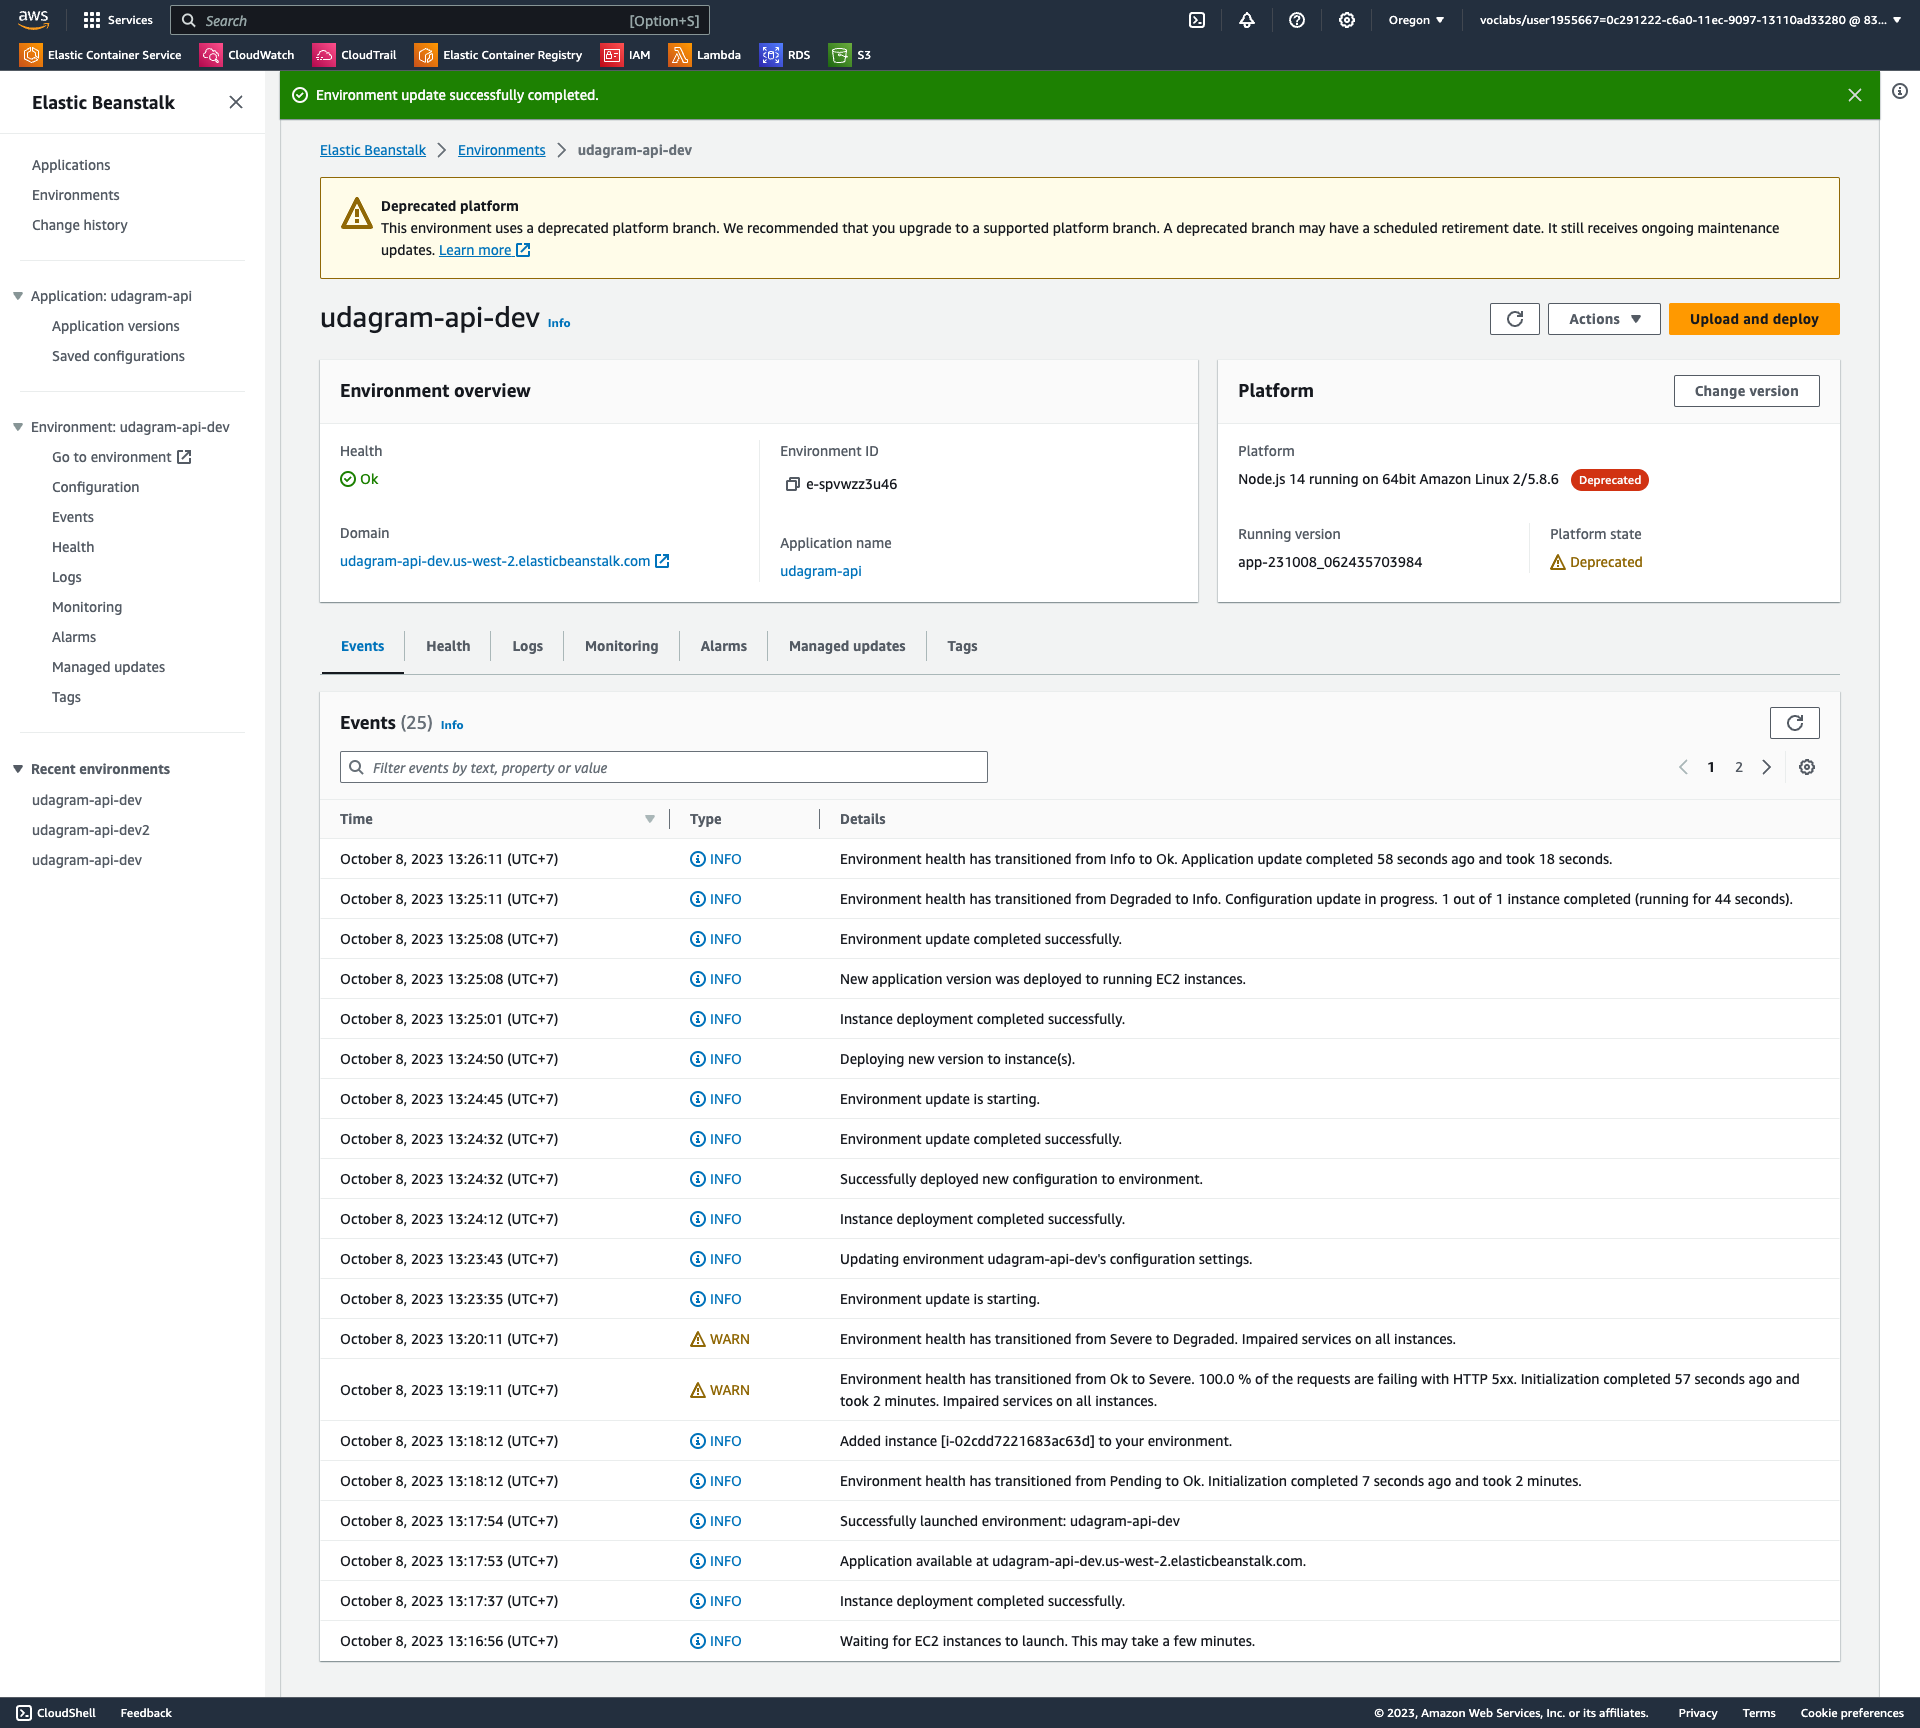 aws
Services
Search
[Option+S]
Oregon
voclabs/user1955667=0c291222-c6a0-11ec-9097-13110ad33280 @ 83...
Elastic Container Service
CloudWatch
CloudTrail
Elastic Container Registry
IAM
Lambda
RDS
S3
Elastic Beanstalk
Applications
Environments
Change history
Application: udagram-api
Application versions
Saved configurations
Environment: udagram-api-dev
Go to environment
Configuration
Events
Health
Logs
Monitoring
Alarms
Managed updates
Tags
Recent environments
udagram-api-dev
udagram-api-dev2
udagram-api-dev
Environment update successfully completed.
Elastic Beanstalk
Environments
udagram-api-dev
Deprecated platform
This environment uses a deprecated platform branch. We recommended that you upgrade to a supported platform branch. A deprecated branch may have a scheduled retirement date. It still receives ongoing maintenance
updates. Learn more
udagram-api-dev Info
Actions
Upload and deploy
Environment overview
Health
Ok
Domain
udagram-api-dev.us-west-2.elasticbeanstalk.com
Environment ID
e-spvwzz3u46
Application name
udagram-api
Platform
Change version
Platform
Node.js 14 running on 64bit Amazon Linux 2/5.8.6 Deprecated
Running version
app-231008_062435703984
Platform state
Deprecated
Events
Health
Logs
Monitoring
Alarms
Managed updates
Tags
Events (25) Info
Filter events by text, property or value
1
2
Time Type Details
October 8, 2023 13:26:11 (UTC+7) INFO Environment health has transitioned from Info to Ok. Application update completed 58 seconds ago and took 18 seconds.
October 8, 2023 13:25:11 (UTC+7) INFO Environment health has transitioned from Degraded to Info. Configuration update in progress. 1 out of 1 instance completed (running for 44 seconds).
October 8, 2023 13:25:08 (UTC+7) INFO Environment update completed successfully.
October 8, 2023 13:25:08 (UTC+7) INFO New application version was deployed to running EC2 instances.
October 8, 2023 13:25:01 (UTC+7) INFO Instance deployment completed successfully.
October 8, 2023 13:24:50 (UTC+7) INFO Deploying new version to instance(s).
October 8, 2023 13:24:45 (UTC+7) INFO Environment update is starting.
October 8, 2023 13:24:32 (UTC+7) INFO Environment update completed successfully.
October 8, 2023 13:24:32 (UTC+7) INFO Successfully deployed new configuration to environment.
October 8, 2023 13:24:12 (UTC+7) INFO Instance deployment completed successfully.
October 8, 2023 13:23:43 (UTC+7) INFO Updating environment udagram-api-dev's configuration settings.
October 8, 2023 13:23:35 (UTC+7) INFO Environment update is starting.
October 8, 2023 13:20:11 (UTC+7) WARN Environment health has transitioned from Severe to Degraded. Impaired services on all instances.
October 8, 2023 13:19:11 (UTC+7) WARN Environment health has transitioned from Ok to Severe. 100.0 % of the requests are failing with HTTP 5xx. Initialization completed 57 seconds ago and
took 2 minutes. Impaired services on all instances.
October 8, 2023 13:18:12 (UTC+7) INFO Added instance [i-02cdd7221683ac63d] to your environment.
October 8, 2023 13:18:12 (UTC+7) INFO Environment health has transitioned from Pending to Ok. Initialization completed 7 seconds ago and took 2 minutes.
October 8, 2023 13:17:54 (UTC+7) INFO Successfully launched environment: udagram-api-dev
October 8, 2023 13:17:53 (UTC+7) INFO Application available at udagram-api-dev.us-west-2.elasticbeanstalk.com.
October 8, 2023 13:17:37 (UTC+7) INFO Instance deployment completed successfully.
October 8, 2023 13:16:56 (UTC+7) INFO Waiting for EC2 instances to launch. This may take a few minutes.
CloudShell
Feedback
© 2023, Amazon Web Services, Inc. or its affiliates.
Privacy
Terms
Cookie preferences